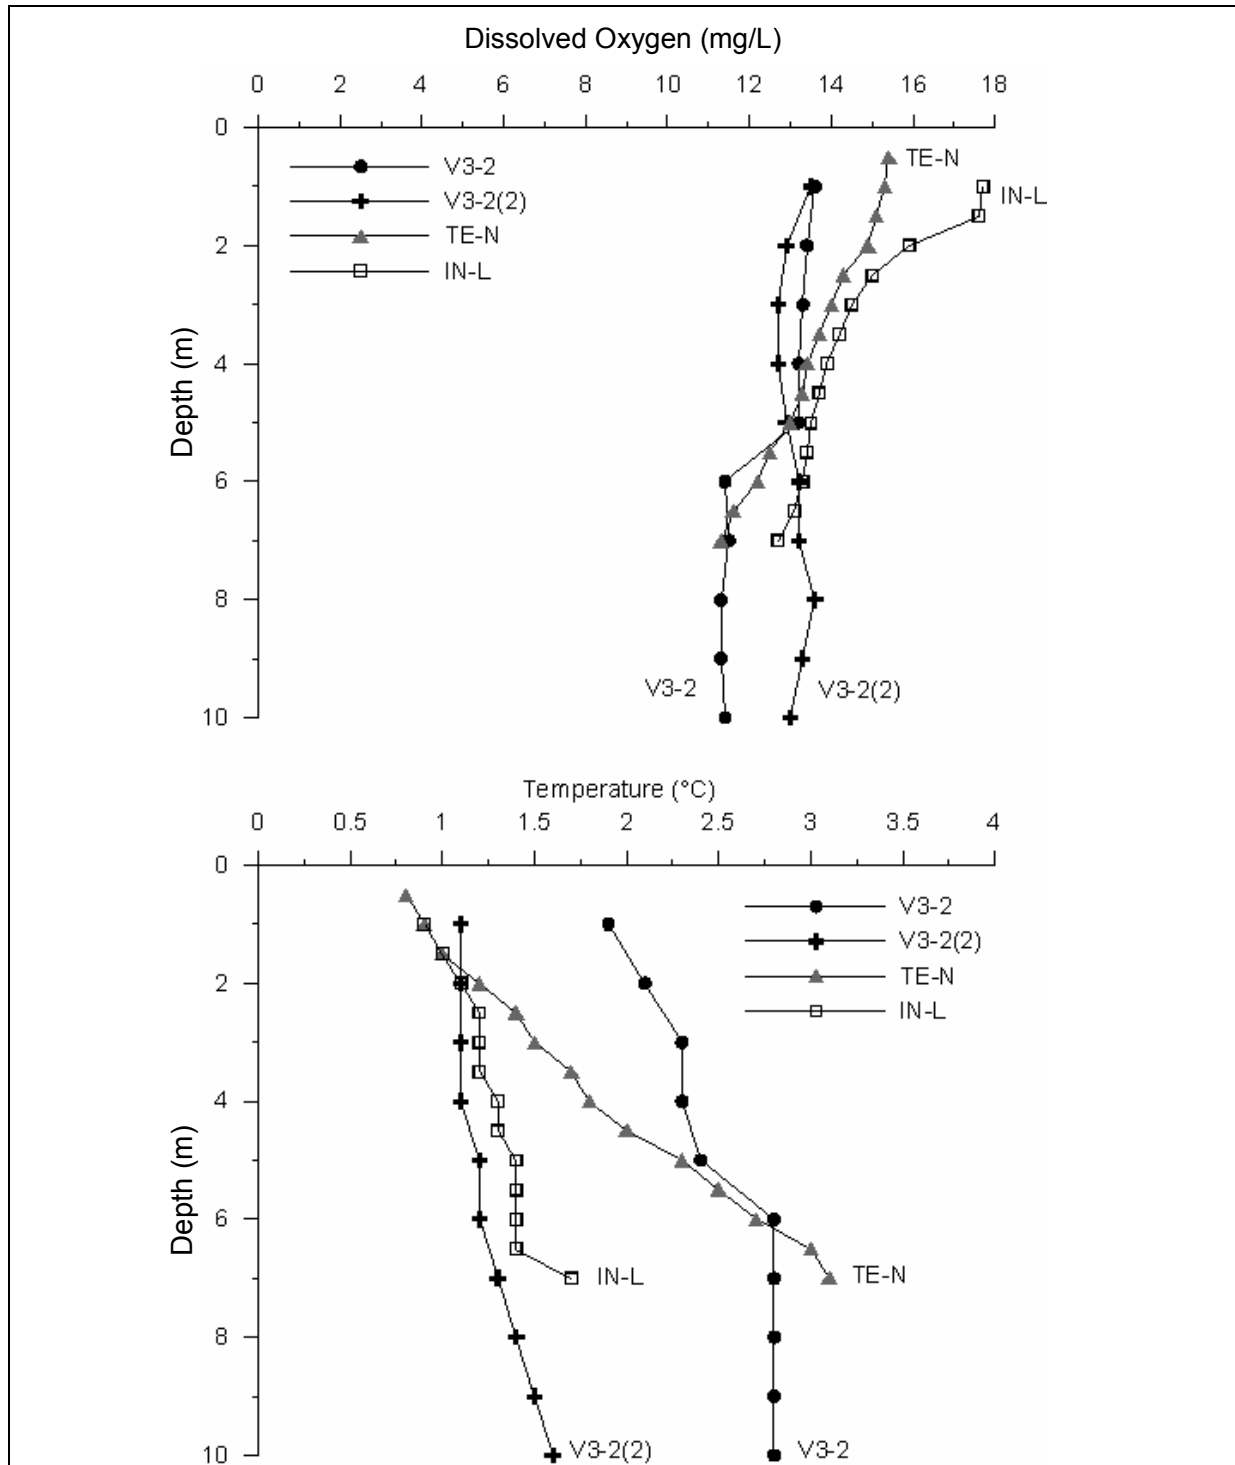 Dissolved Oxygen (mg/L)
0 2 4 6 8 10 12 14 16 18
0
2
4
6
8
10
Depth (m)
V3-2
V3-2(2)
TE-N
IN-L
TE-N
IN-L
V3-2
V3-2(2)
Temperature (°C)
0 0.5 1 1.5 2 2.5 3 3.5 4
0
2
4
6
8
10
Depth (m)
V3-2
V3-2(2)
TE-N
IN-L
IN-L
TE-N
V3-2(2)
V3-2